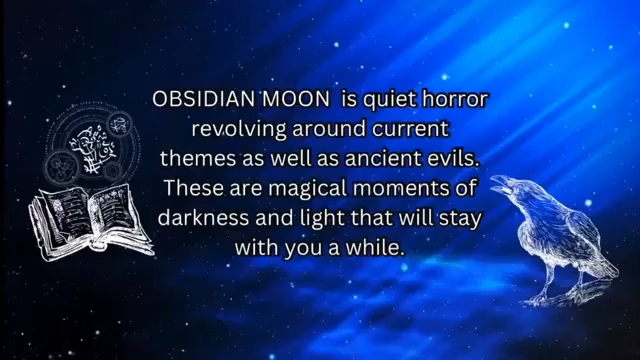 OBSIDIAN MOON  is quiet horror
revolving around current
themes as well as ancient evils.
These are magical moments of
darkness and light that will stay
with you a while.